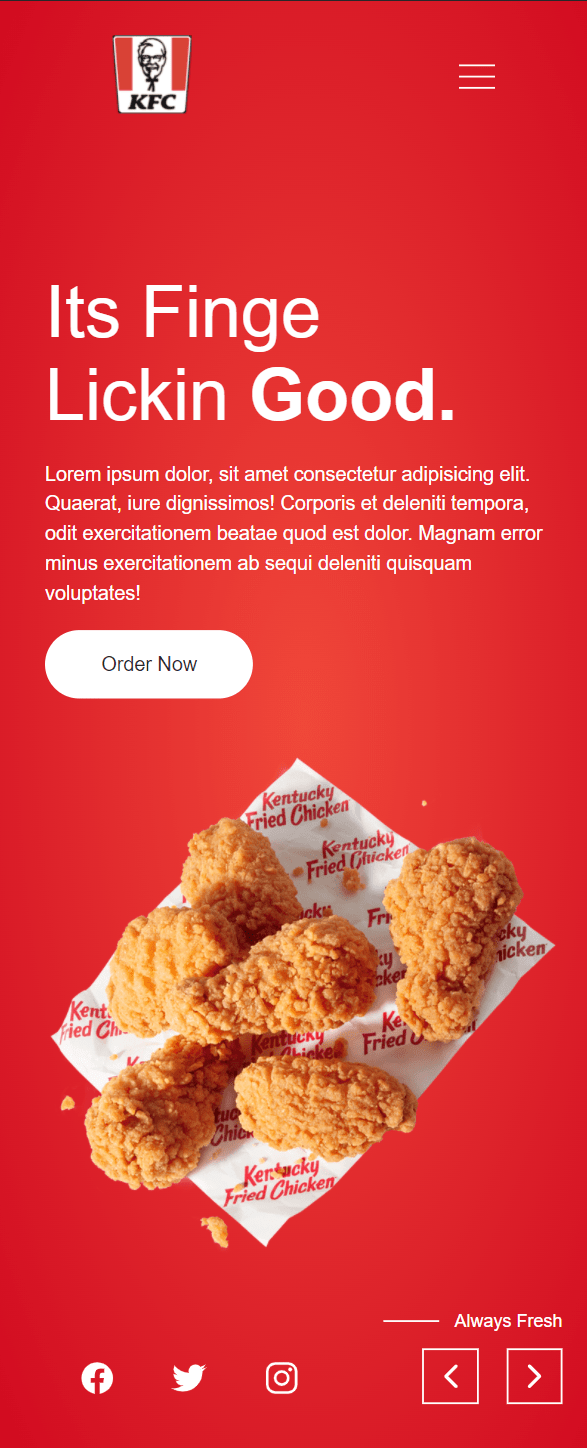 KFC
Its Finge
Lickin Good.
Lorem ipsum dolor, sit amet consectetur adipisicing elit.
Quaerat, iure dignissimos! Corporis et deleniti tempora,
odit exercitationem beatae quod est dolor. Magnam error
minus exercitationem ab sequi deleniti quisquam
voluptates!
Order Now
Kentucky
Fried Chicken
Kentucky
Fried Chicken
Kentucky
Fried Chicken
Always Fresh